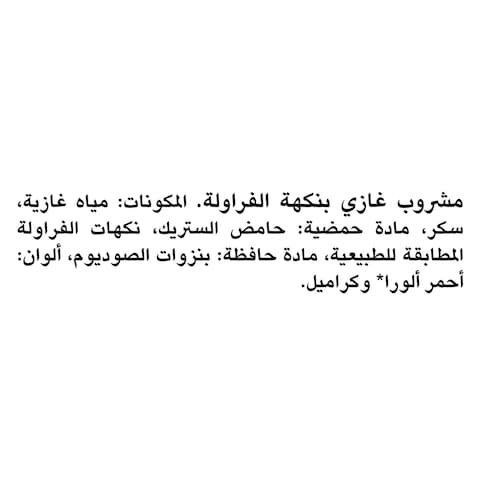 مشروب غازي بنكهة الفراولة. المكونات: مياه غازية،
سكر، مادة حمضية: حامض الستريك، نكهات الفراولة
المطابقة للطبيعية، مادة حافظة: بنزوات الصوديوم، ألوان:
أحمر ألورا* وكراميل.